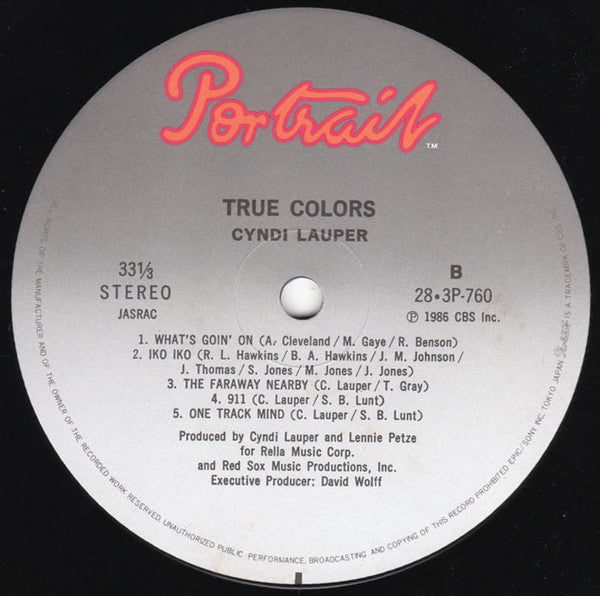 Portrait™
TRUE COLORS
CYNDI LAUPER
33⅓
STEREO
JASRAC
B
28•3P-760
℗ 1986 CBS Inc.
1. WHAT'S GOIN' ON (A. Cleveland / M. Gaye / R. Benson)
2. IKO IKO (R. L. Hawkins / B. A. Hawkins / J. M. Johnson /
J. Thomas / S. Jones / M. Jones / J. Jones)
3. THE FARAWAY NEARBY (C. Lauper / T. Gray)
4. 911 (C. Lauper / S. B. Lunt)
5. ONE TRACK MIND (C. Lauper / S. B. Lunt)
Produced by Cyndi Lauper and Lennie Petze
for Rella Music Corp.
and Red Sox Music Productions, Inc.
Executive Producer: David Wolff
ALL RIGHTS OF THE MANUFACTURER AND OF THE OWNER OF THE RECORDED WORK RESERVED. UNAUTHORIZED PUBLIC PERFORMANCE, BROADCASTING AND COPYING OF THIS RECORD PROHIBITED EPIC/SONY INC. TOKYO JAPAN IS A TRADEMARK OF CBS, INC.